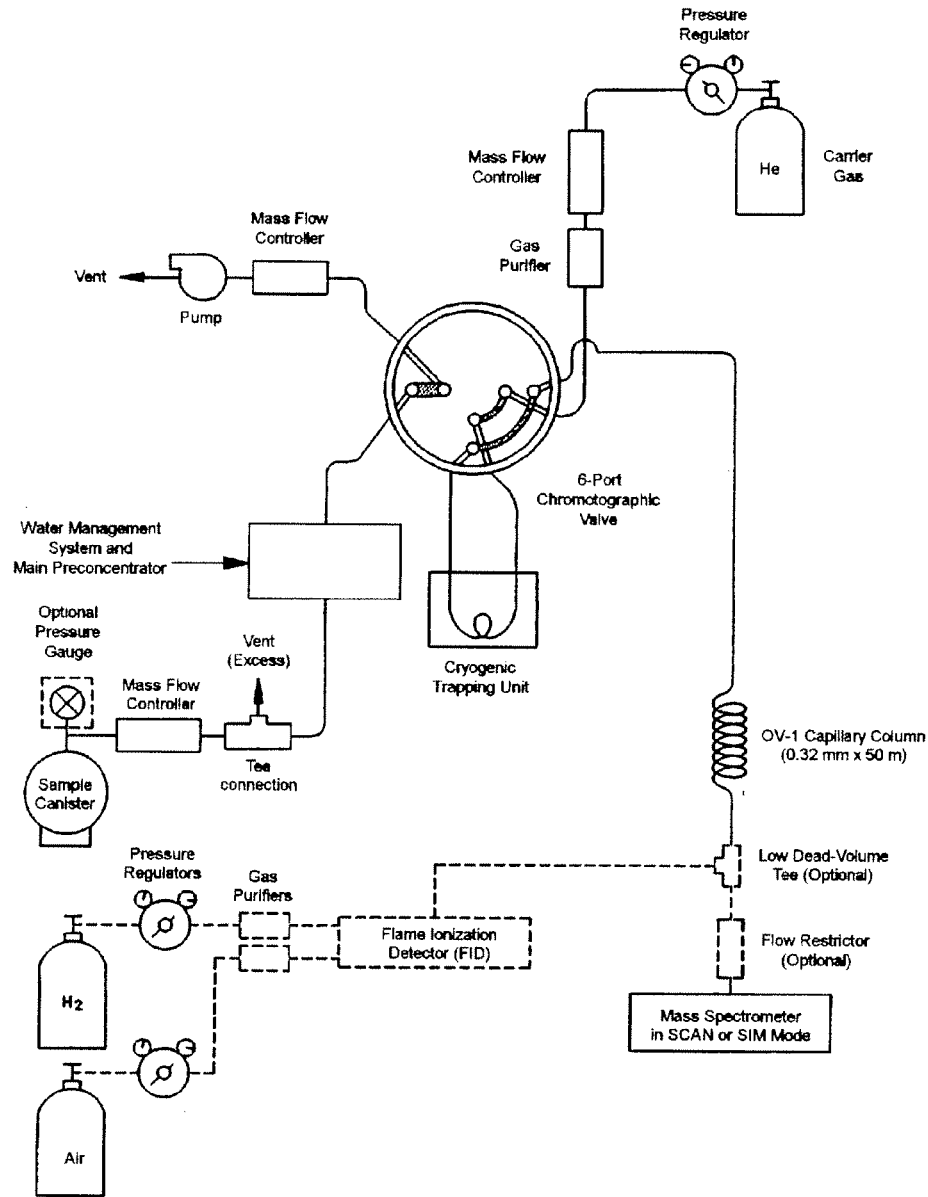 Pressure
Regulator
Mass Flow
Controller
He
Carrier
Gas
Gas
Purifier
Mass Flow
Controller
Vent
Pump
6-Port
Chromotographic
Valve
Water Management
System and
Main Preconcentrator
Optional
Pressure
Gauge
Vent
(Excess)
Cryogenic
Trapping Unit
Mass Flow
Controller
Tee
connection
Sample
Canister
OV-1 Capillary Column
(0.32 mm x 50 m)
Pressure
Regulators
Gas
Purifiers
Low Dead-Volume
Tee (Optional)
Flame Ionization
Detector (FID)
Flow Restrictor
(Optional)
H2
Mass Spectrometer
in SCAN or SIM Mode
Air